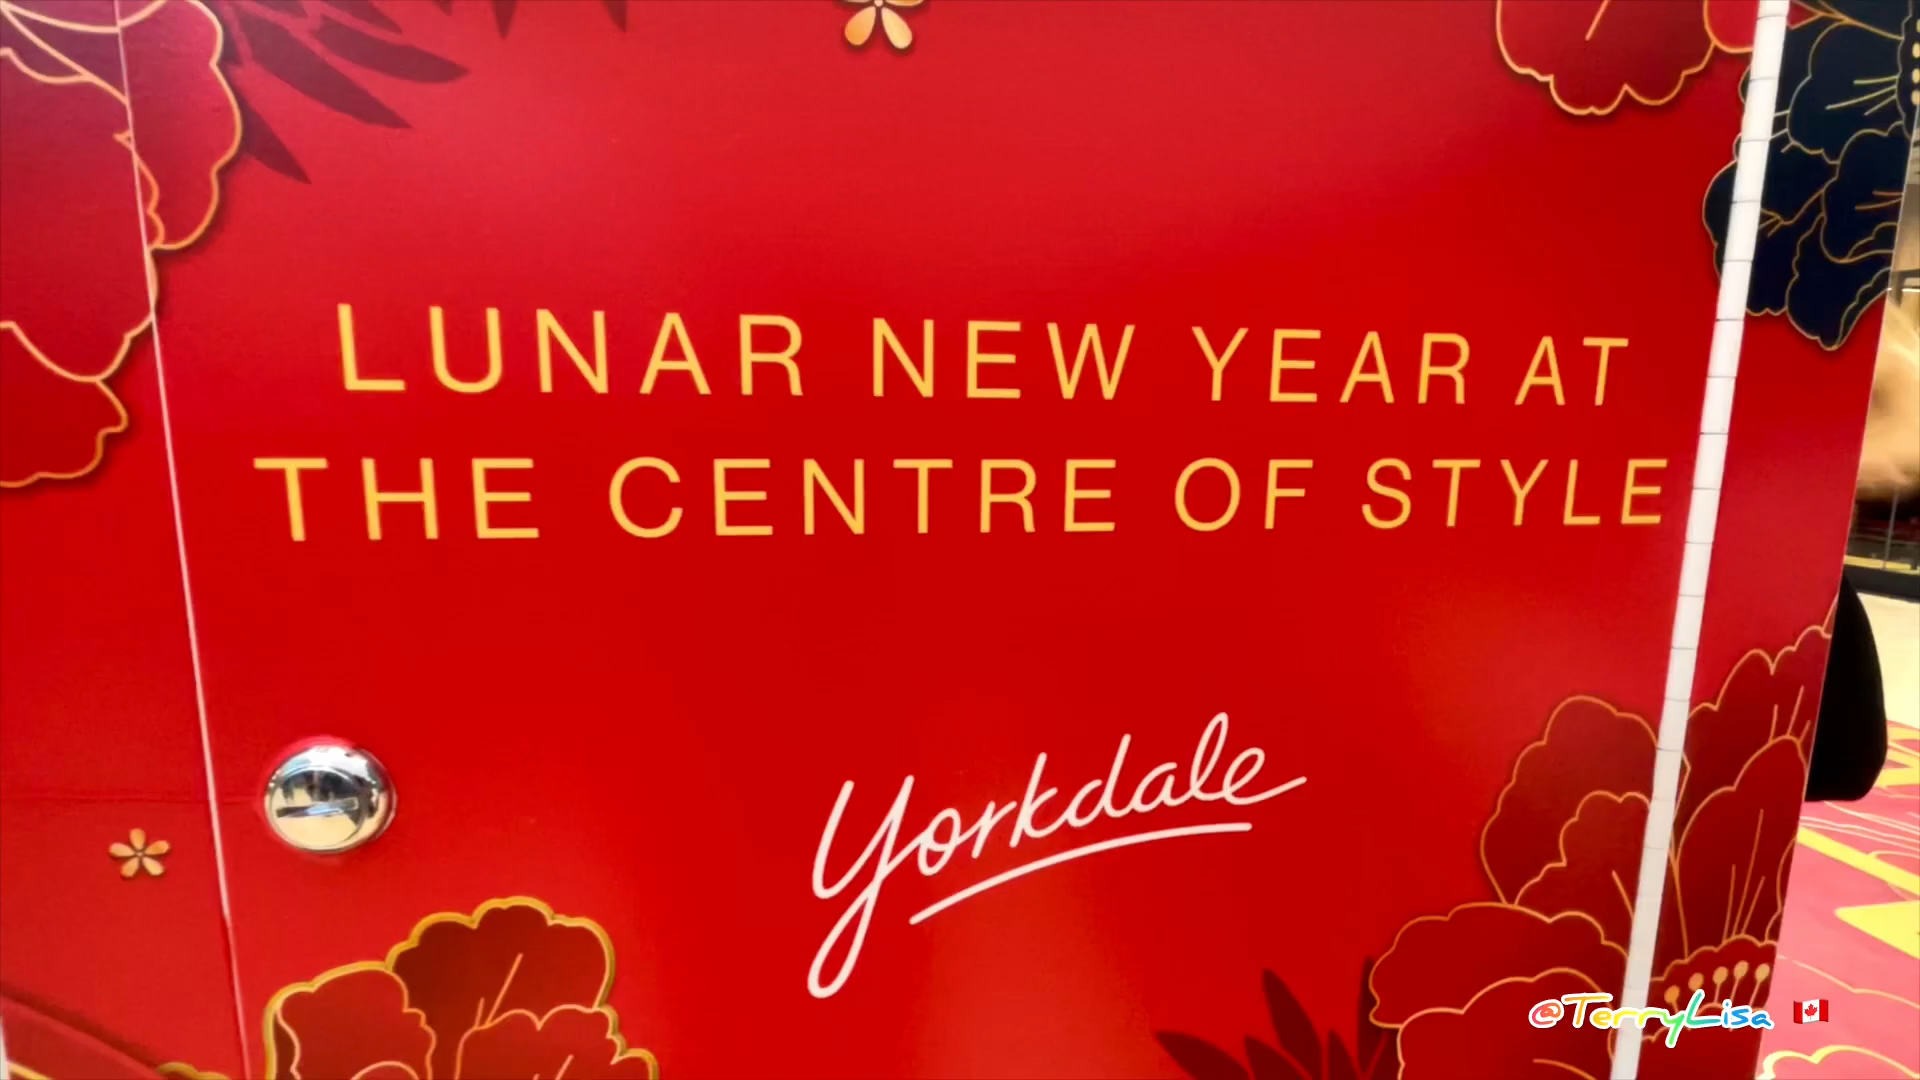 LUNAR NEW YEAR AT
THE CENTRE OF STYLE
Yorkdale
@TerryLisa 🇨🇦